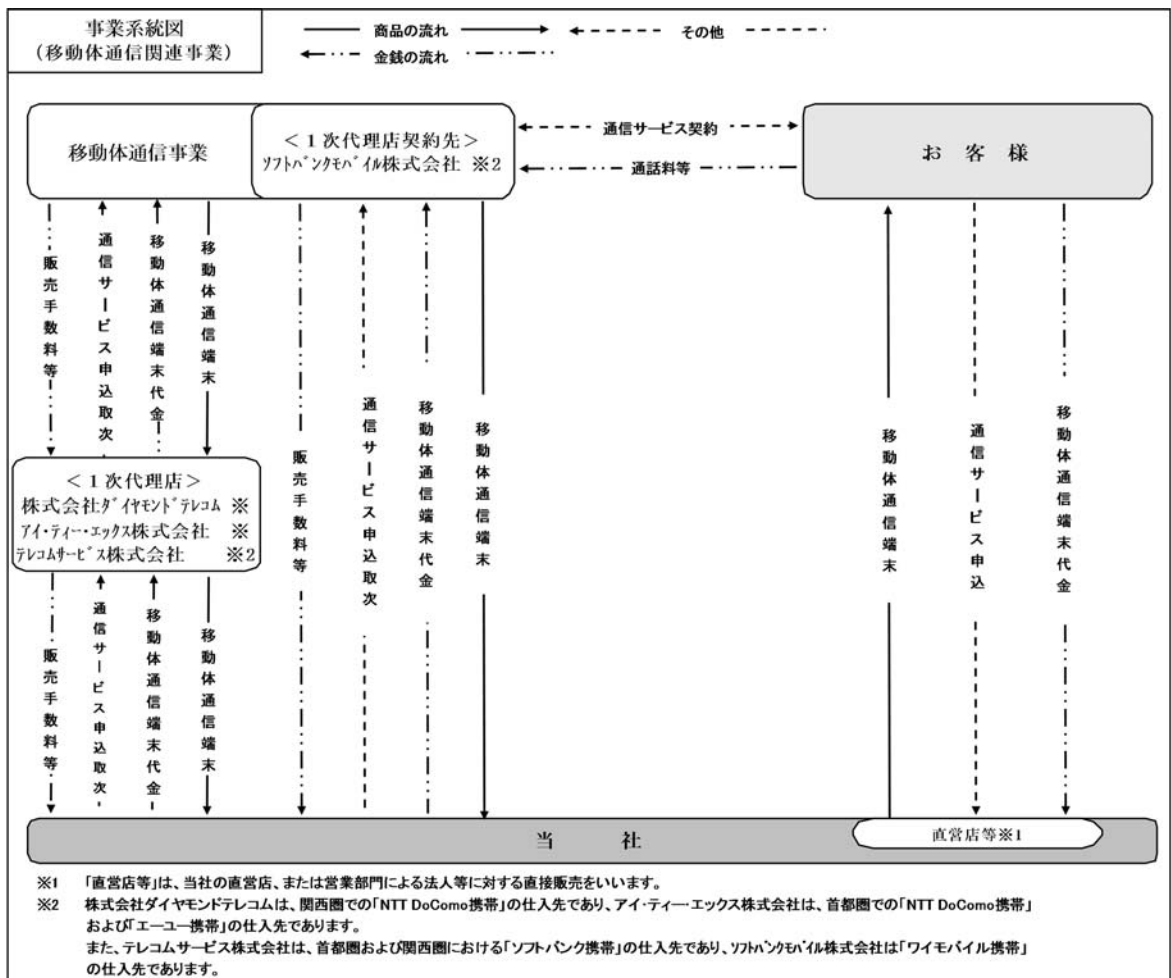 事業系統図
(移動体通信関連事業)
商品の流れ
その他
金銭の流れ
移動体通信事業
＜１次代理店契約先＞
ｿﾌﾄﾊﾞﾝｸﾓﾊﾞｲﾙ株式会社 ※2
通信サービス契約
通話料等
お 客 様
販売手数料等
通信サービス申込取次
移動体通信端末代金
移動体通信端末
＜１次代理店＞
株式会社ﾀﾞｲﾔﾓﾝﾄﾞﾃﾚｺﾑ ※
アイ・ティー・エックス株式会社 ※
ﾃﾚｺﾑｻｰﾋﾞｽ株式会社 ※2
販売手数料等
通信サービス申込取次
移動体通信端末代金
移動体通信端末
販売手数料等
通信サービス申込取次
移動体通信端末代金
移動体通信端末
移動体通信端末
通信サービス申込
移動体通信端末代金
当 社
直営店等※1
※1 「直営店等」は、当社の直営店、または営業部門による法人等に対する直接販売をいいます。
※2 株式会社ダイヤモンドテレコムは、関西圏での「NTT DoComo携帯」の仕入先であり、アイ・ティー・エックス株式会社は、首都圏での「NTT DoComo携帯」
および「エーユー携帯」の仕入先であります。
また、テレコムサービス株式会社は、首都圏および関西圏における「ソフトバンク携帯」の仕入先であり、ｿﾌﾄﾊﾞﾝｸﾓﾊﾞｲﾙ株式会社は「ワイモバイル携帯」
の仕入先であります。